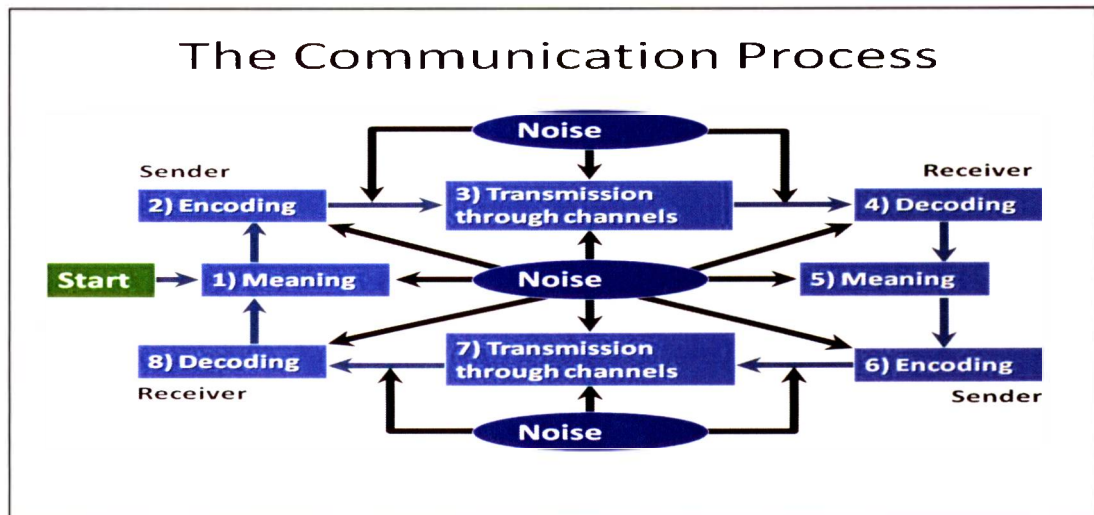 The Communication Process
Noise
Sender
Receiver
2) Encoding
3) Transmission
through channels
4) Decoding
Start
1) Meaning
Noise
5) Meaning
8) Decoding
7) Transmission
through channels
6) Encoding
Receiver
Sender
Noise